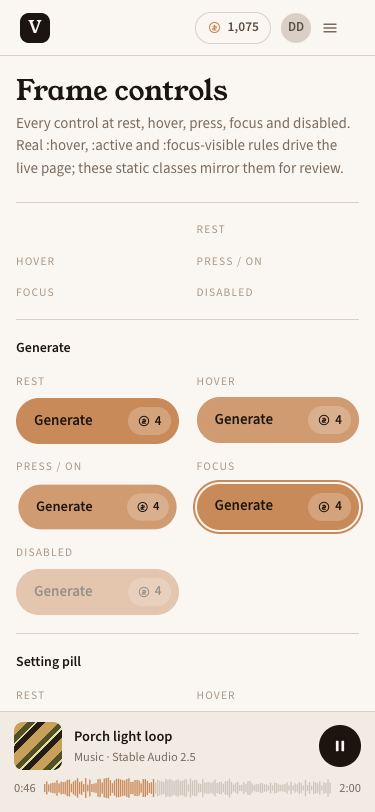 V
1,075
DD
Frame controls
Every control at rest, hover, press, focus and disabled.
Real :hover, :active and :focus-visible rules drive the
live page; these static classes mirror them for review.
REST
HOVER
PRESS / ON
FOCUS
DISABLED
Generate
REST
HOVER
Generate 4
Generate 4
PRESS / ON
FOCUS
Generate 4
Generate 4
DISABLED
Generate 4
Setting pill
REST
HOVER
Porch light loop
Music · Stable Audio 2.5
0:46
2:00